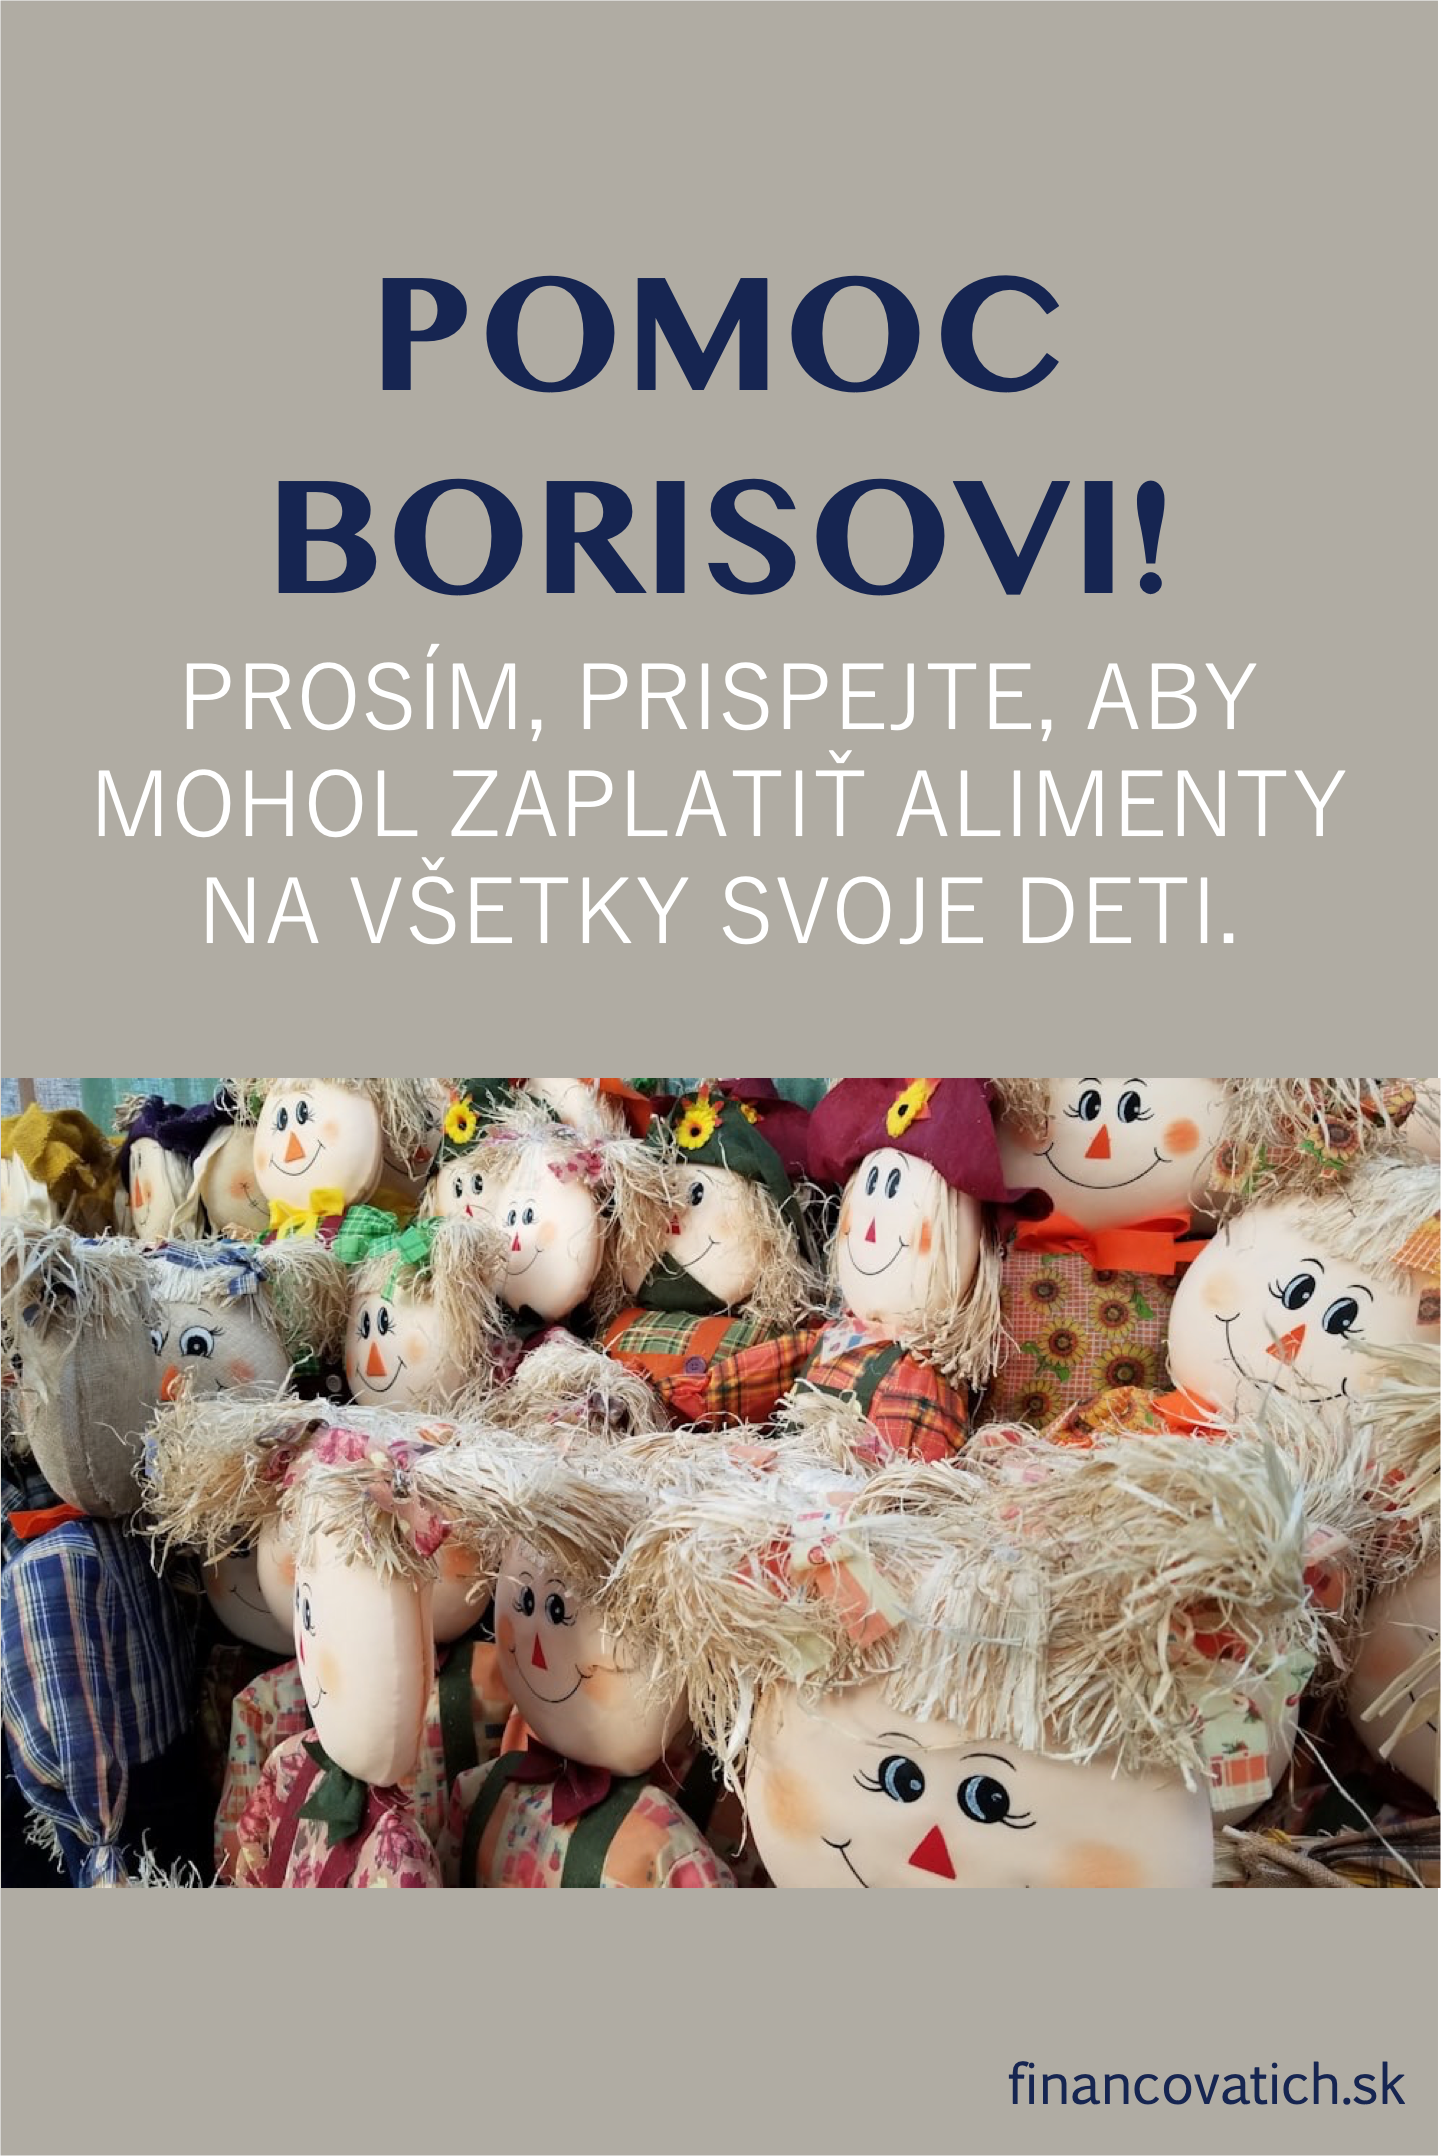 POMOC
BORISOVI!
PROSÍM, PRISPEJTE, ABY
MOHOL ZAPLATIŤ ALIMENTY
NA VŠETKY SVOJE DETI.
financovatich.sk